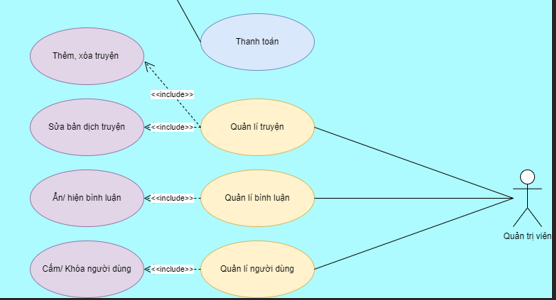 Thanh toán
Thêm, xóa truyện
<<include>>
Sửa bản dịch truyện
<<include>>
Quản lí truyện
Ẩn/ hiện bình luận
<<include>>
Quản lí bình luận
Quản trị viên
Cấm/ Khóa người dùng
<<include>>
Quản lí người dùng